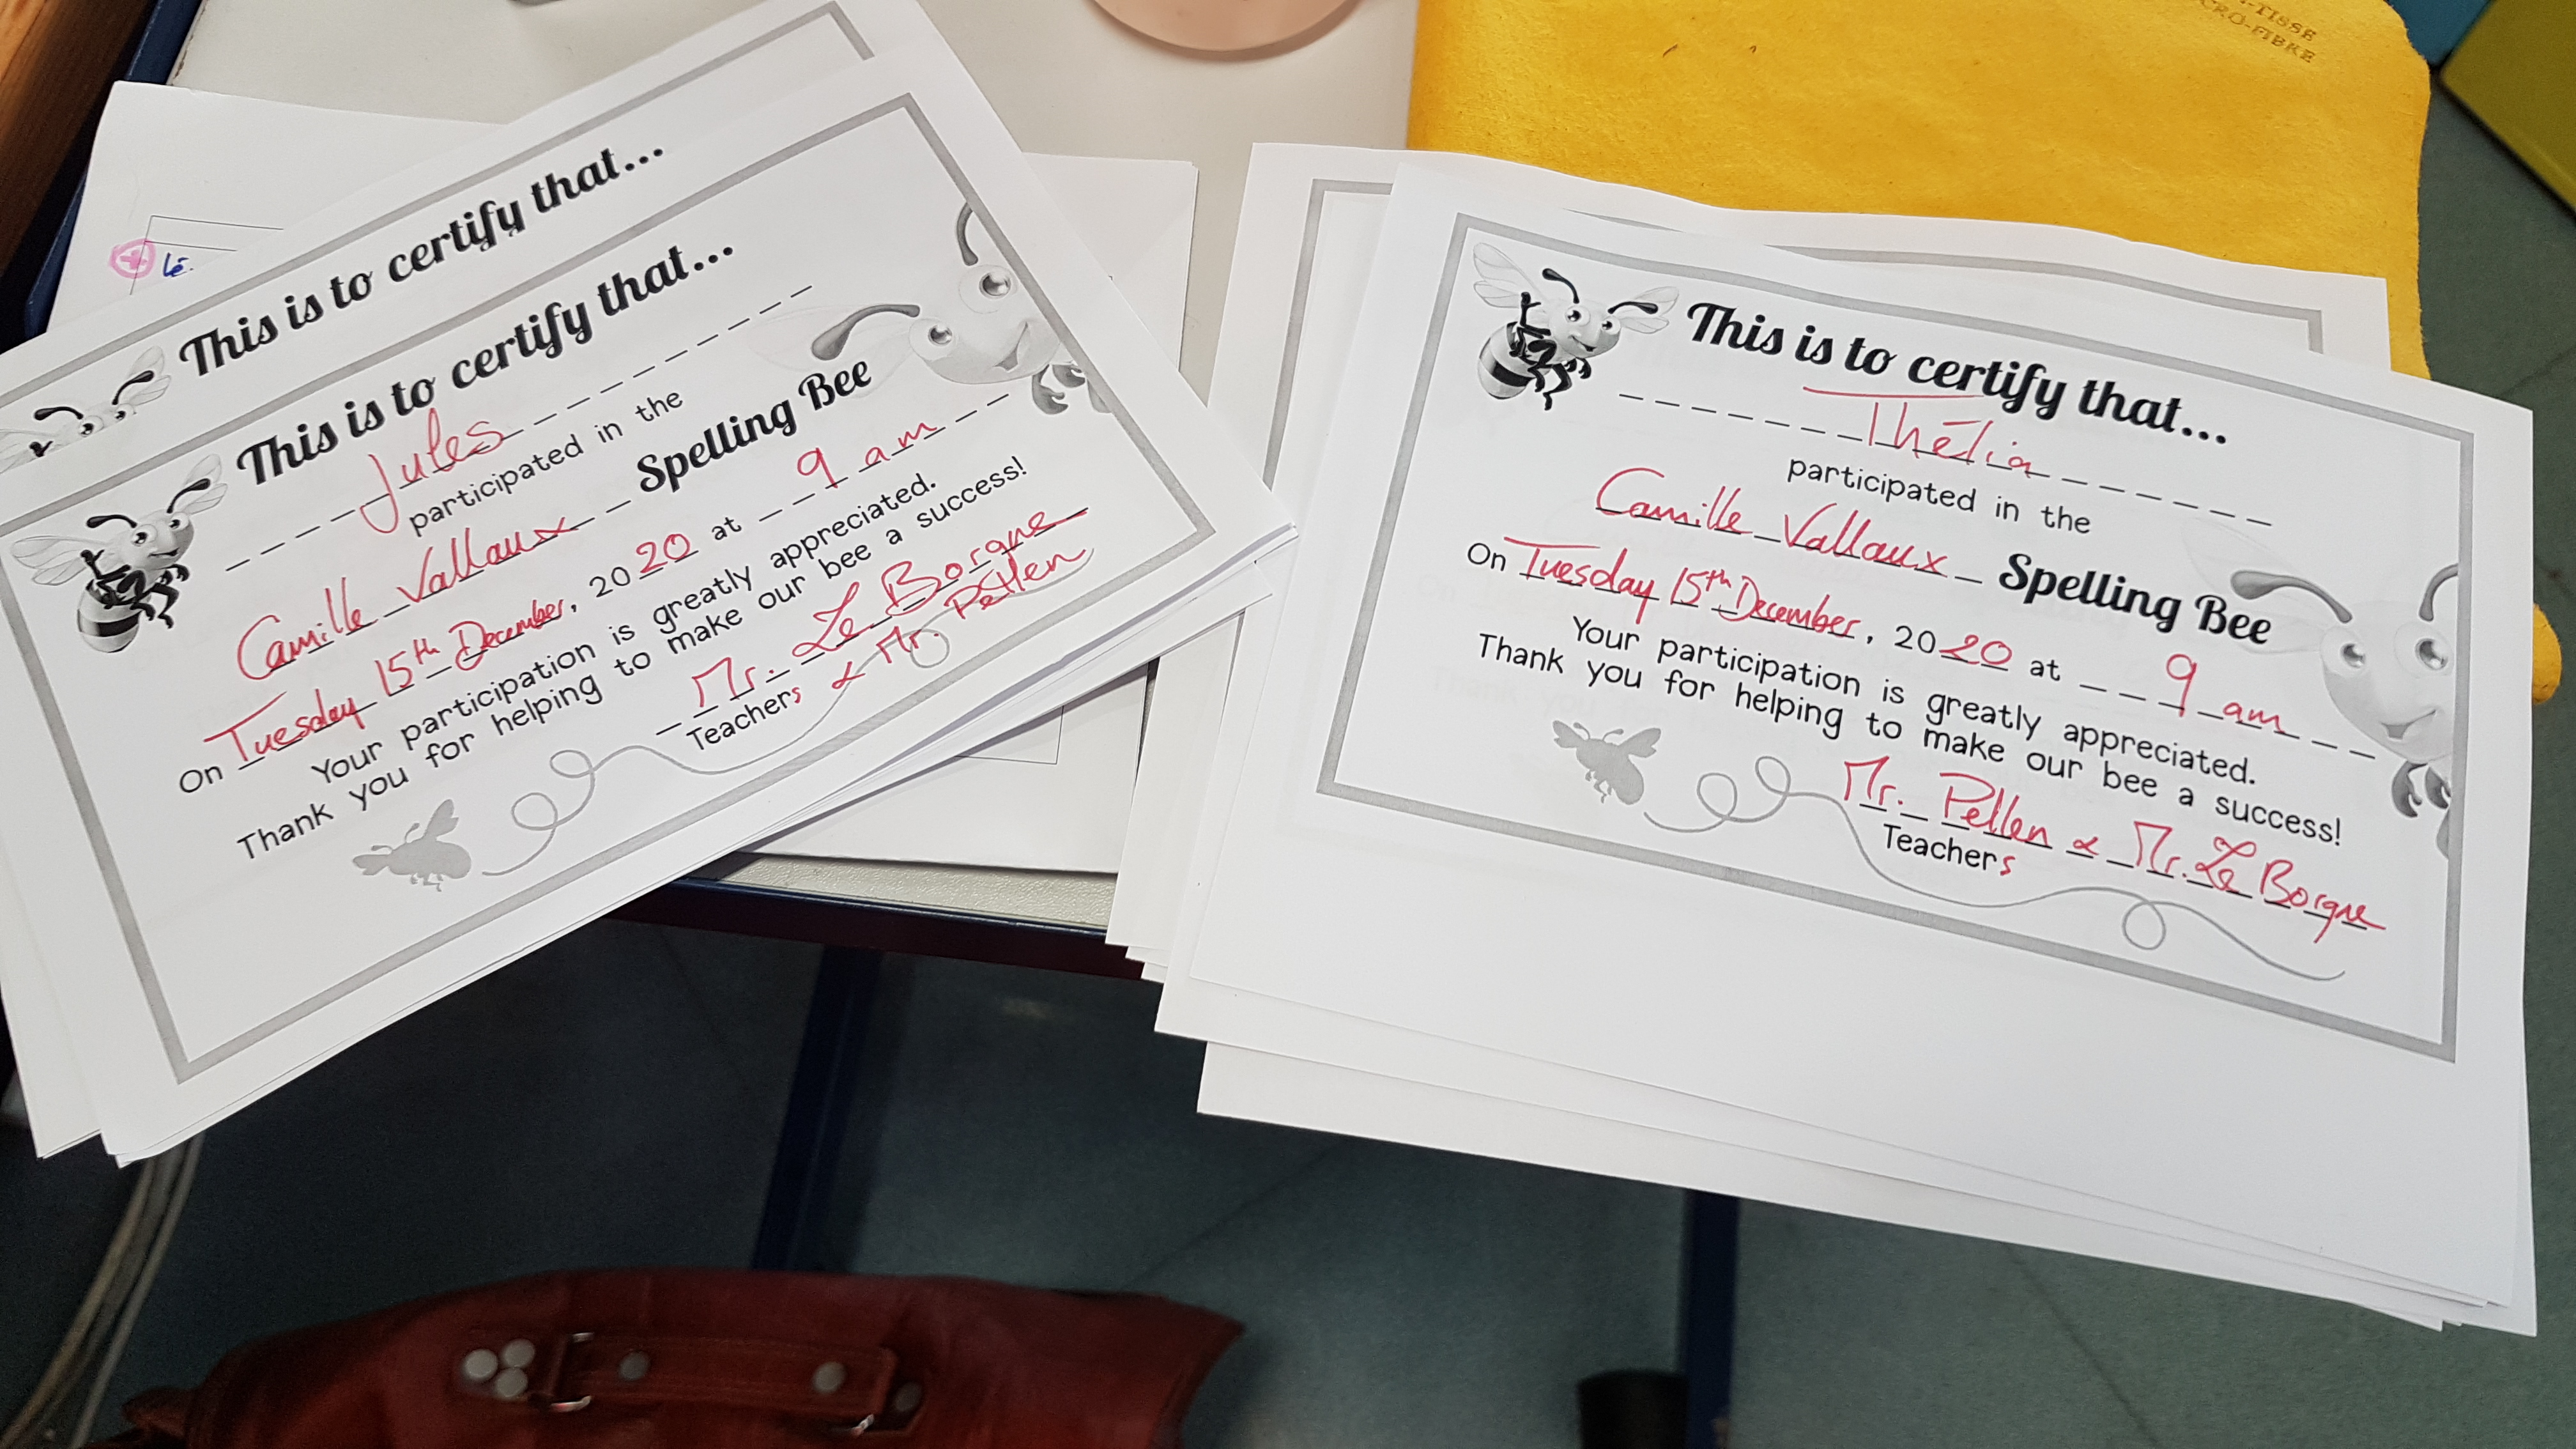 This is to certify that...
This is to certify that...
Jules
participated in the
Camille Vallaux Spelling Bee
On Tuesday 15th December, 2020 at 9 am
Your participation is greatly appreciated.
Thank you for helping to make our bee a success!
Mr. Le Borgne
Teachers & Mr. Pellen
This is to certify that...
Thélia
participated in the
Camille Vallaux Spelling Bee
On Tuesday 15th December, 2020 at 9 am
Your participation is greatly appreciated.
Thank you for helping to make our bee a success!
Mr. Pellen & Mr. Le Borgne
Teachers